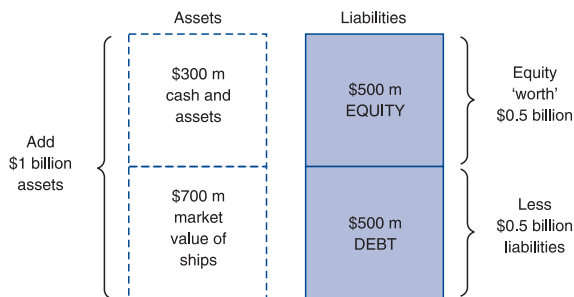 Assets
Liabilities
Add
$1 billion
assets
$300 m
cash and
assets
$500 m
EQUITY
Equity
‘worth’
$0.5 billion
$700 m
market
value of
ships
$500 m
DEBT
Less
$0.5 billion
liabilities